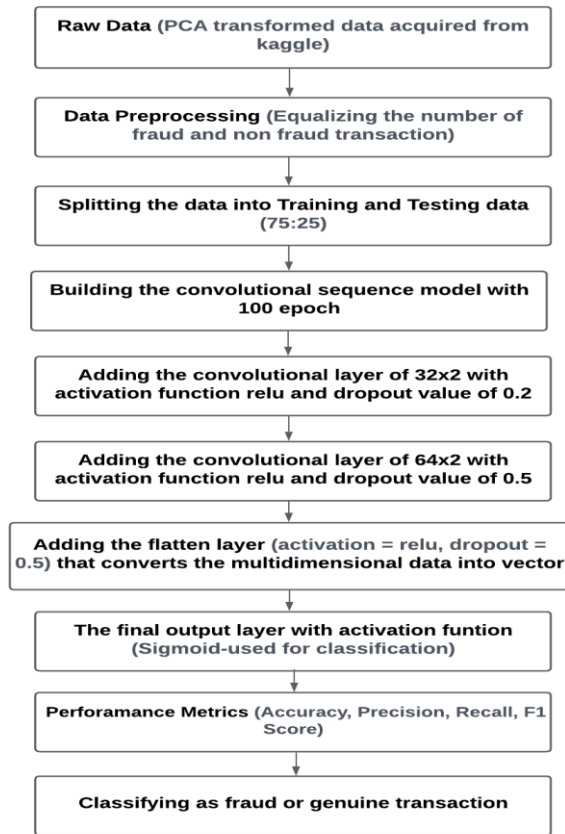 Raw Data (PCA transformed data acquired from
kaggle)
Data Preprocessing (Equalizing the number of
fraud and non fraud transaction)
Splitting the data into Training and Testing data
(75:25)
Building the convolutional sequence model with
100 epoch
Adding the convolutional layer of 32x2 with
activation function relu and dropout value of 0.2
Adding the convolutional layer of 64x2 with
activation function relu and dropout value of 0.5
Adding the flatten layer (activation = relu, dropout =
0.5) that converts the multidimensional data into vector
The final output layer with activation funtion
(Sigmoid-used for classification)
Perforamance Metrics (Accuracy, Precision, Recall, F1
Score)
Classifying as fraud or genuine transaction